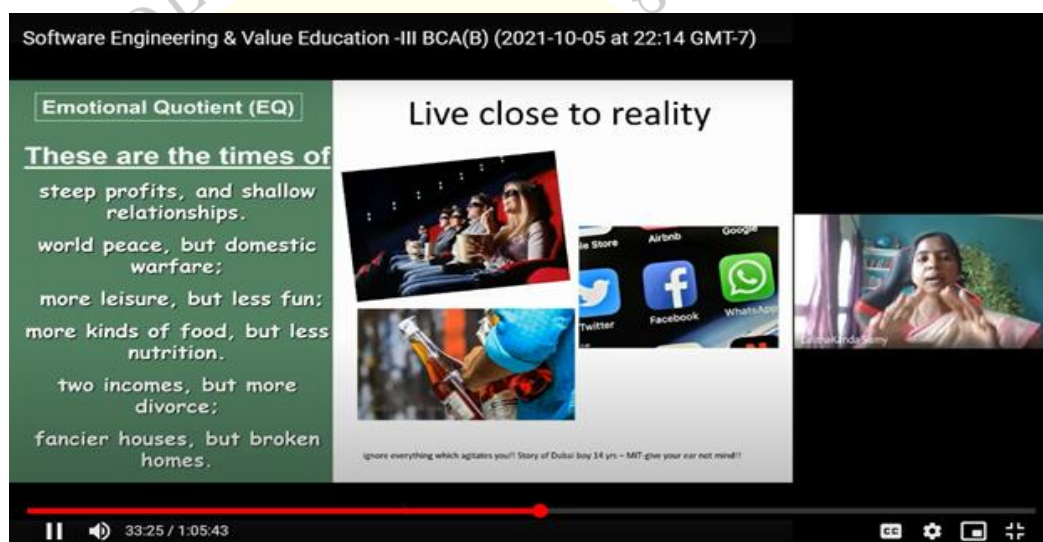 Software Engineering & Value Education -III BCA(B) (2021-10-05 at 22:14 GMT-7)
Emotional Quotient (EQ)
These are the times of
steep profits, and shallow
relationships.
world peace, but domestic
warfare;
more leisure, but less fun;
more kinds of food, but less
nutrition.
two incomes, but more
divorce;
fancier houses, but broken
homes.
Live close to reality
le Store
Airbnb
Google
Twitter
Facebook
WhatsApp
ignore everything which agitates you!! Story of Dubai boy 14 yrs – MIT-give your ear not mind!!
33:25 / 1:05:43
CC